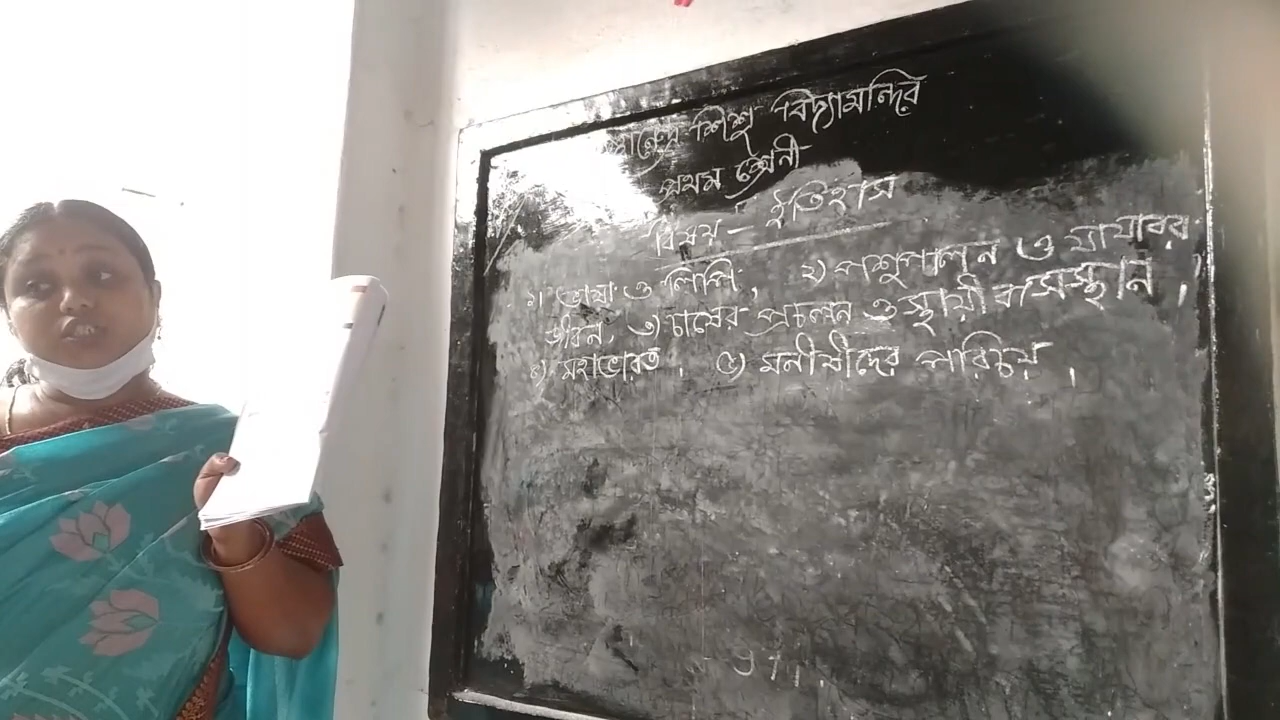 শিশু বিদ্যামন্দির
প্রথম শ্রেনী
বিষয় - ইতিহাস
১। ভাষা ও লিপি, ২) পশুপালন ও যাযাবর
জীবন, ৩) চাষের প্রচলন ও স্থায়ী বাসস্থান,
৪) মহাভারত, ৫) মনীষীদের পরিচয়,